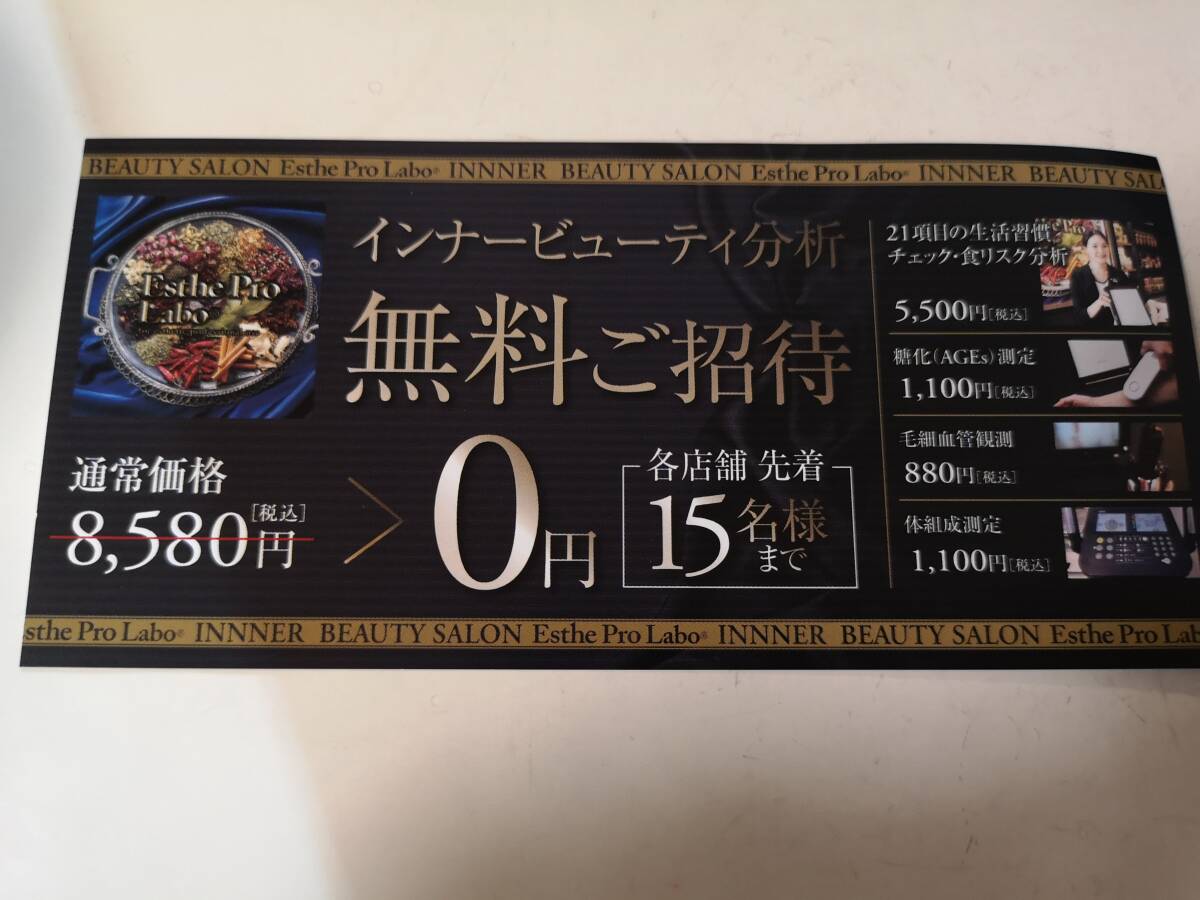 BEAUTY SALON Esthe Pro Labo® INNNER BEAUTY SALON Esthe Pro Labo® INNNER BEAUTY SAL
Esthe Pro
Labo
インナービューティ分析
無料ご招待
通常価格
8,580円[税込]
0円
各店舗 先着
15名様まで
21項目の生活習慣
チェック・食リスク分析
5,500円[税込]
糖化(AGEs)測定
1,100円[税込]
毛細血管観測
880円[税込]
体組成測定
1,100円[税込]
sthe Pro Labo® INNNER BEAUTY SALON Esthe Pro Labo® INNNER BEAUTY SALON Esthe Pro Lab